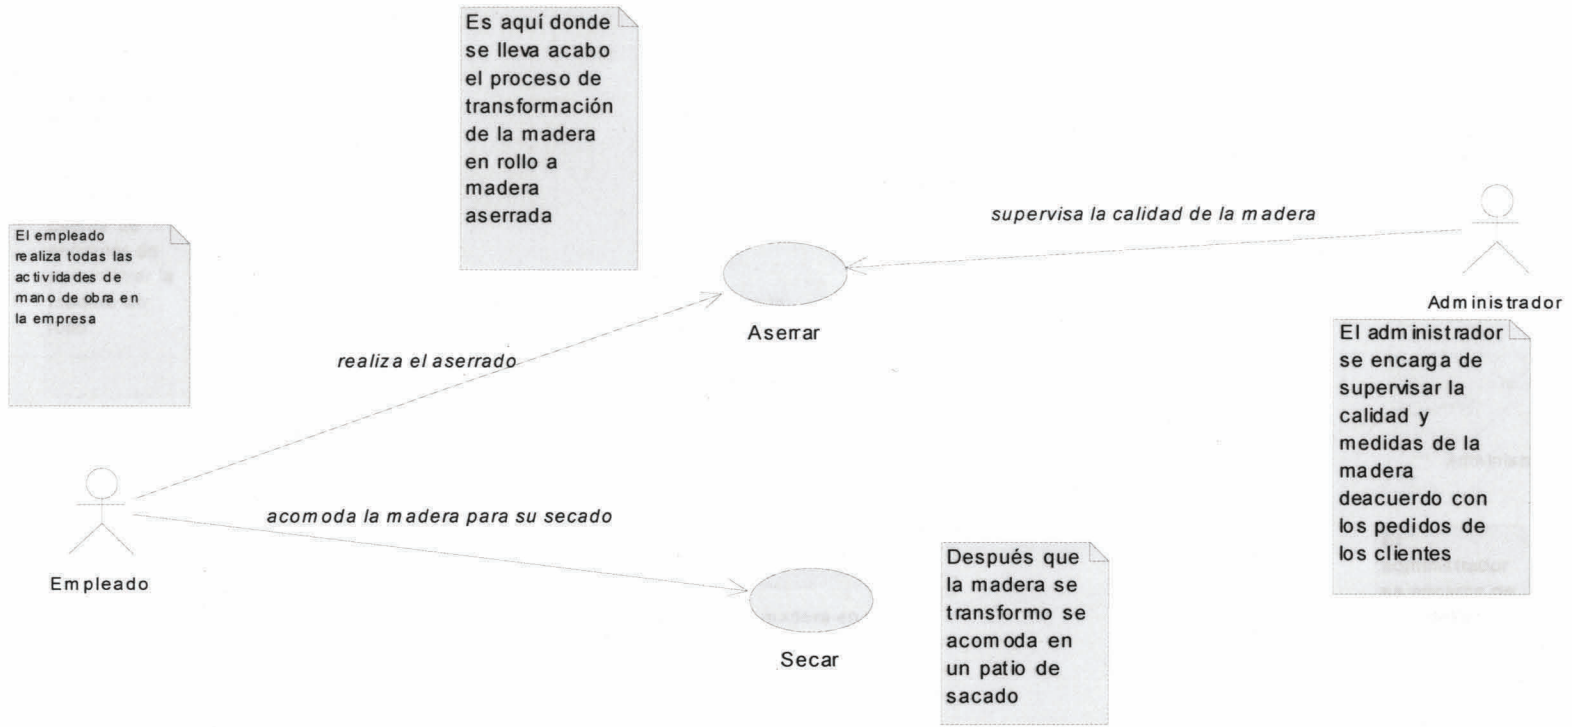 Es aquí donde
se lleva acabo
el proceso de
transformación
de la madera
en rollo a
madera
aserrada
supervisa la calidad de la madera
El empleado
realiza todas las
actividades de
mano de obra en
la empresa
Aserrar
Administrador
El administrador
se encarga de
supervisar la
calidad y
medidas de la
madera
deacuerdo con
los pedidos de
los clientes
realiza el aserrado
acomoda la madera para su secado
Empleado
Secar
Después que
la madera se
transformo se
acomoda en
un patio de
sacado